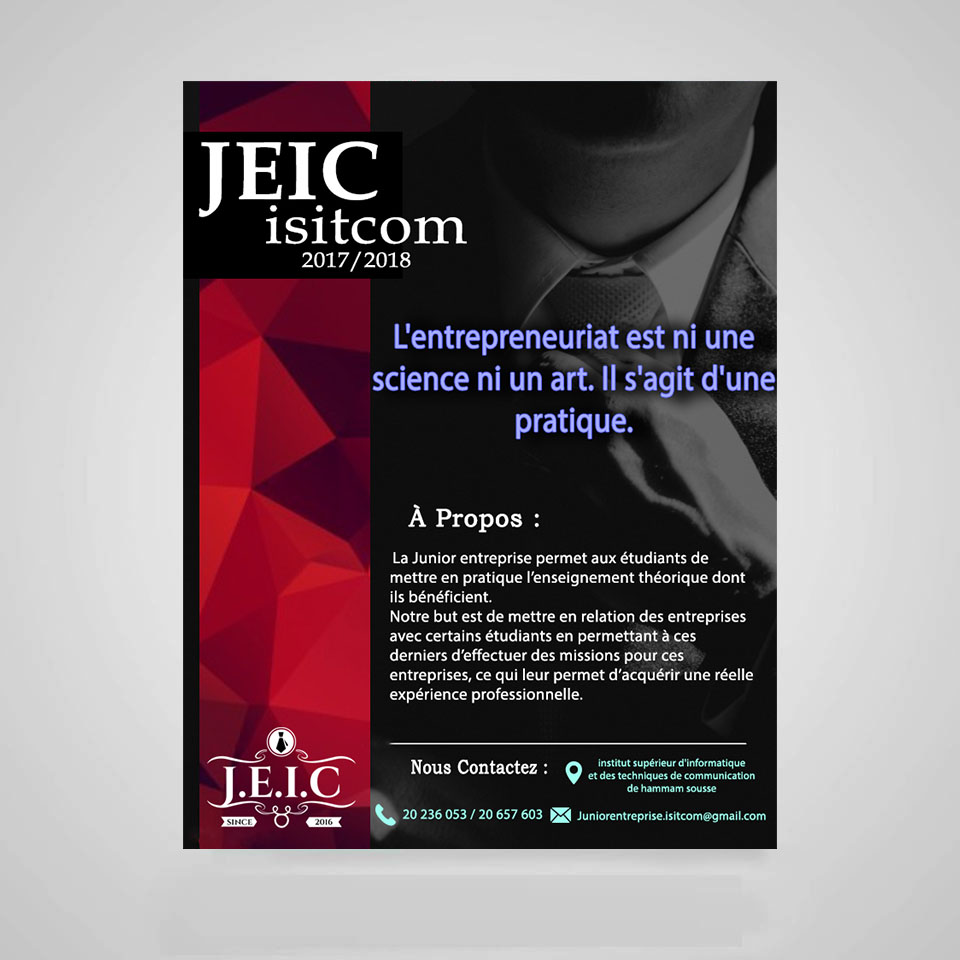 JEIC
isitcom
2017/2018
L'entrepreneuriat est ni une
science ni un art. Il s'agit d'une
pratique.
À Propos :
La Junior entreprise permet aux étudiants de
mettre en pratique l’enseignement théorique dont
ils bénéficient.
Notre but est de mettre en relation des entreprises
avec certains étudiants en permettant à ces
derniers d’effectuer des missions pour ces
entreprises, ce qui leur permet d’acquérir une réelle
expérience professionnelle.
J.E.I.C
SINCE 2016
Nous Contactez :
institut supérieur d'informatique
et des techniques de communication
de hammam sousse
20 236 053 / 20 657 603
Juniorentreprise.isitcom@gmail.com